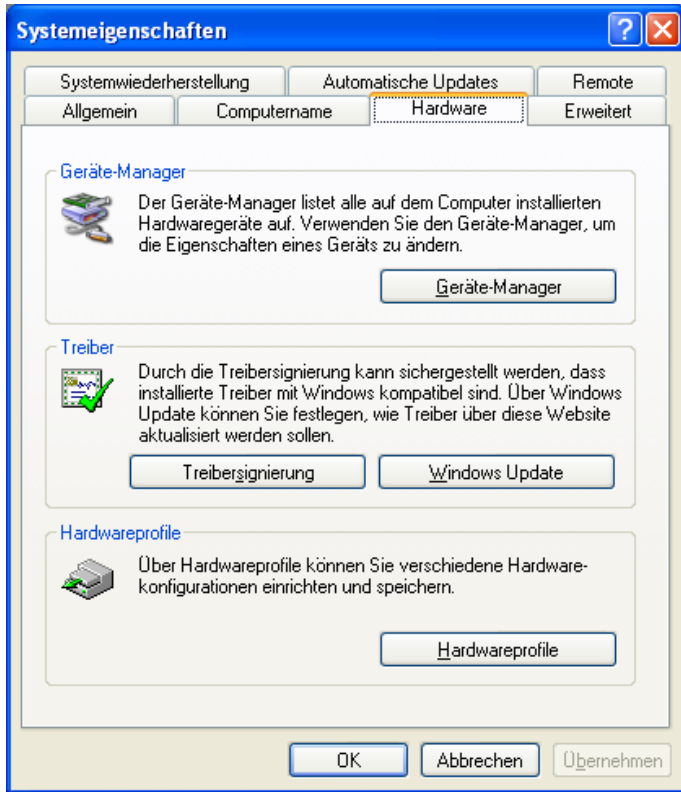 Systemeigenschaften
Systemwiederherstellung Automatische Updates Remote
Allgemein Computername Hardware Erweitert
Geräte-Manager
Der Geräte-Manager listet alle auf dem Computer installierten
Hardwaregeräte auf. Verwenden Sie den Geräte-Manager, um
die Eigenschaften eines Geräts zu ändern.
Geräte-Manager
Treiber
Durch die Treibersignierung kann sichergestellt werden, dass
installierte Treiber mit Windows kompatibel sind. Über Windows
Update können Sie festlegen, wie Treiber über diese Website
aktualisiert werden sollen.
Treibersignierung Windows Update
Hardwareprofile
Über Hardwareprofile können Sie verschiedene Hardware-
konfigurationen einrichten und speichern.
Hardwareprofile
OK Abbrechen Übernehmen